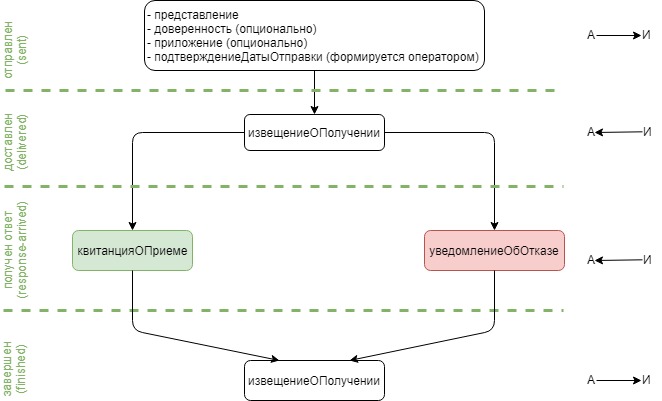 отправлен
(sent)
- представление
- доверенность (опционально)
- приложение (опционально)
- подтверждениеДатыОтправки (формируется оператором)
А И
доставлен
(delivered)
извещениеОПолучении
А И
получен ответ
(response-arrived)
квитанцияОПриеме
уведомлениеОбОтказе
А И
завершен
(finished)
извещениеОПолучении
А И